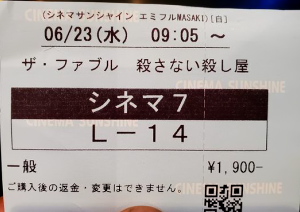 (シネマサンシャイン エミフルMASAKI)[自]
06/23(水) 09:05 ～
ザ・ファブル 殺さない殺し屋
シネマ7
L－14
一般 ¥1,900-
ご購入後の返金・変更はできません。
CINEMA SUNSHINE